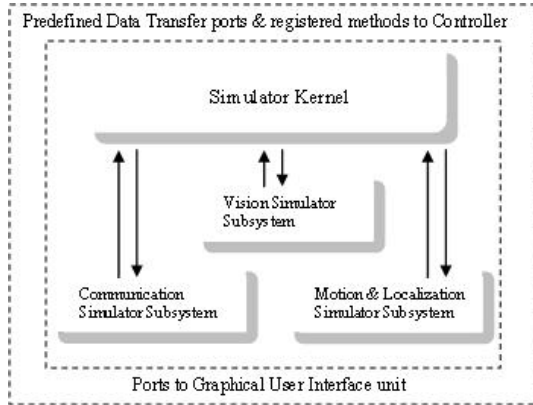 Predefined Data Transfer ports & registered methods to Controller
Simulator Kernel
Vision Simulator
Subsystem
Communication
Simulator Subsystem
Motion & Localization
Simulator Subsystem
Ports to Graphical User Interface unit